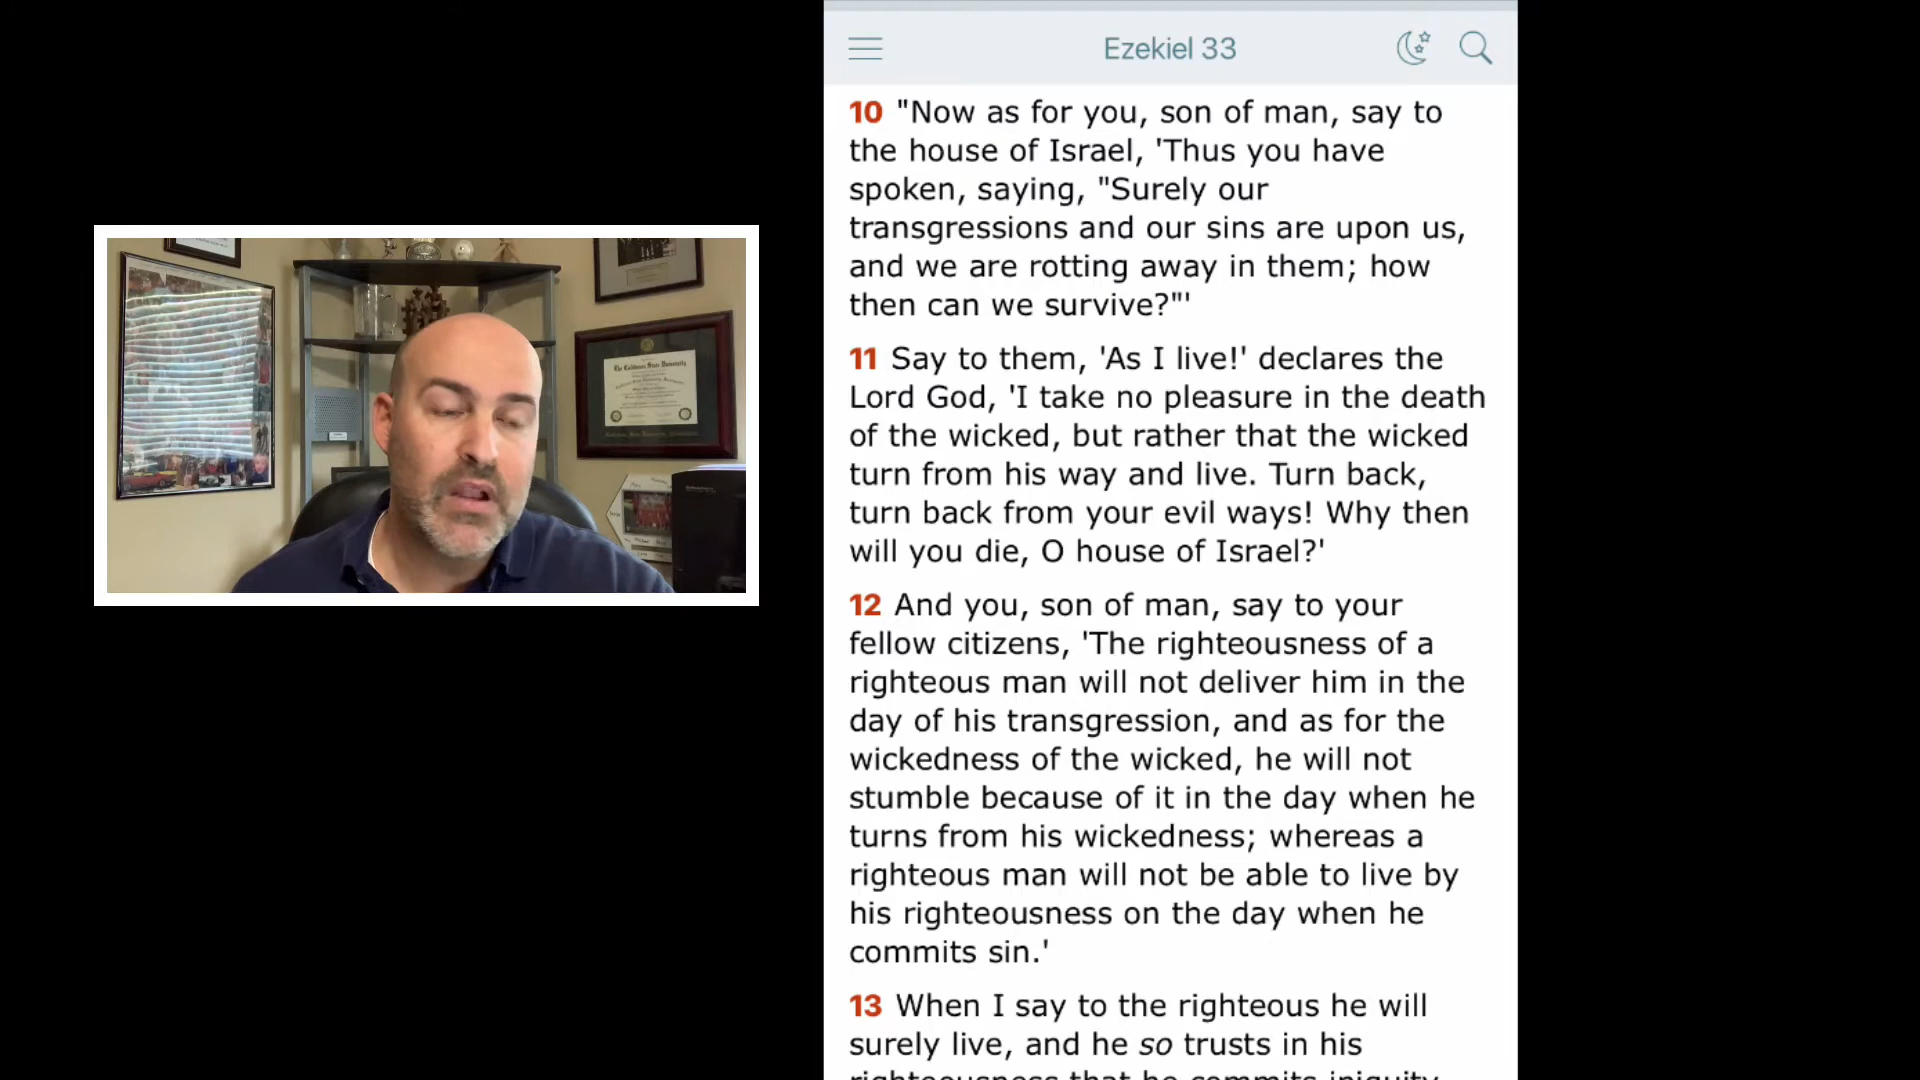 Ezekiel 33
10 "Now as for you, son of man, say to
the house of Israel, 'Thus you have
spoken, saying, "Surely our
transgressions and our sins are upon us,
and we are rotting away in them; how
then can we survive?"'
11 Say to them, 'As I live!' declares the
Lord God, 'I take no pleasure in the death
of the wicked, but rather that the wicked
turn from his way and live. Turn back,
turn back from your evil ways! Why then
will you die, O house of Israel?'
12 And you, son of man, say to your
fellow citizens, 'The righteousness of a
righteous man will not deliver him in the
day of his transgression, and as for the
wickedness of the wicked, he will not
stumble because of it in the day when he
turns from his wickedness; whereas a
righteous man will not be able to live by
his righteousness on the day when he
commits sin.'
13 When I say to the righteous he will
surely live, and he so trusts in his
righteousness that he commits iniquity
The California State University